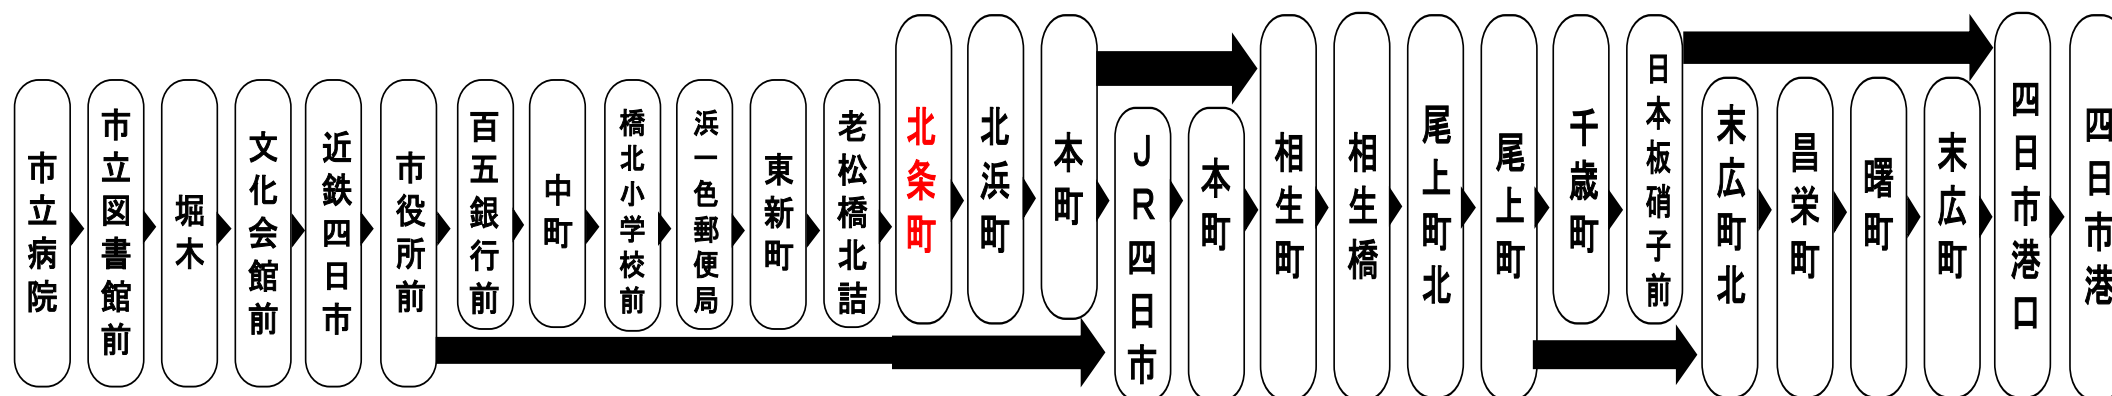 市立病院
市立図書館前
堀木
文化会館前
近鉄四日市
市役所前
百五銀行前
中町
橋北小学校前
浜一色郵便局
東新町
老松橋北詰
北条町
北浜町
本町
JR四日市
本町
相生町
相生橋
尾上町北
尾上町
千歳町
日本板硝子前
末広町北
昌栄町
曙町
末広町
四日市港口
四日市港